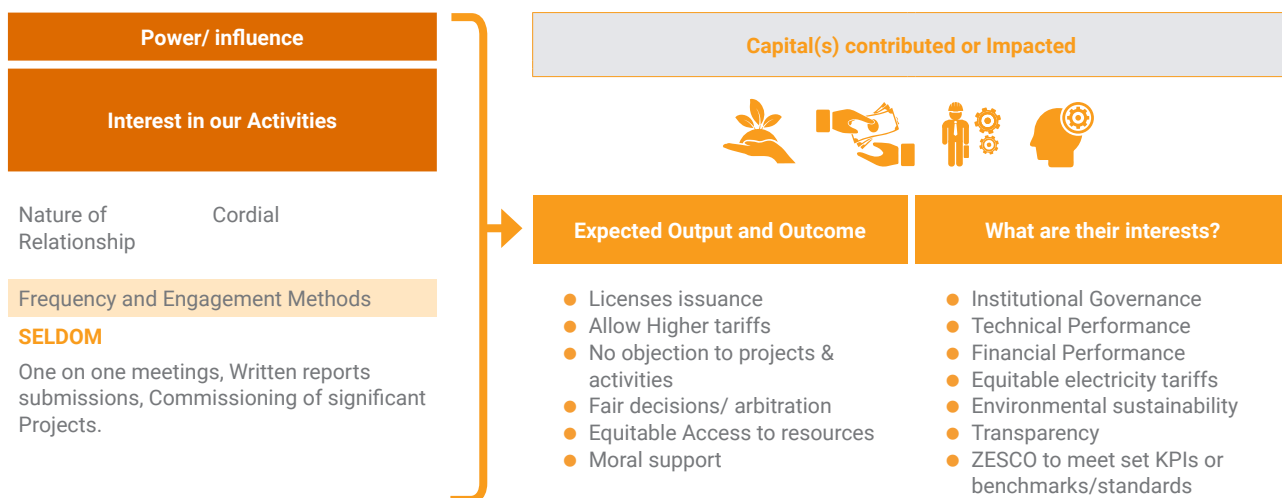 Power/ influence
Interest in our Activities
Nature of
Relationship
Cordial
Frequency and Engagement Methods
SELDOM
One on one meetings, Written reports
submissions, Commissioning of significant
Projects.
Capital(s) contributed or Impacted
Expected Output and Outcome
Licenses issuance
Allow Higher tariffs
No objection to projects &
activities
Fair decisions/ arbitration
Equitable Access to resources
Moral support
What are their interests?
Institutional Governance
Technical Performance
Financial Performance
Equitable electricity tariffs
Environmental sustainability
Transparency
ZESCO to meet set KPIs or
benchmarks/standards